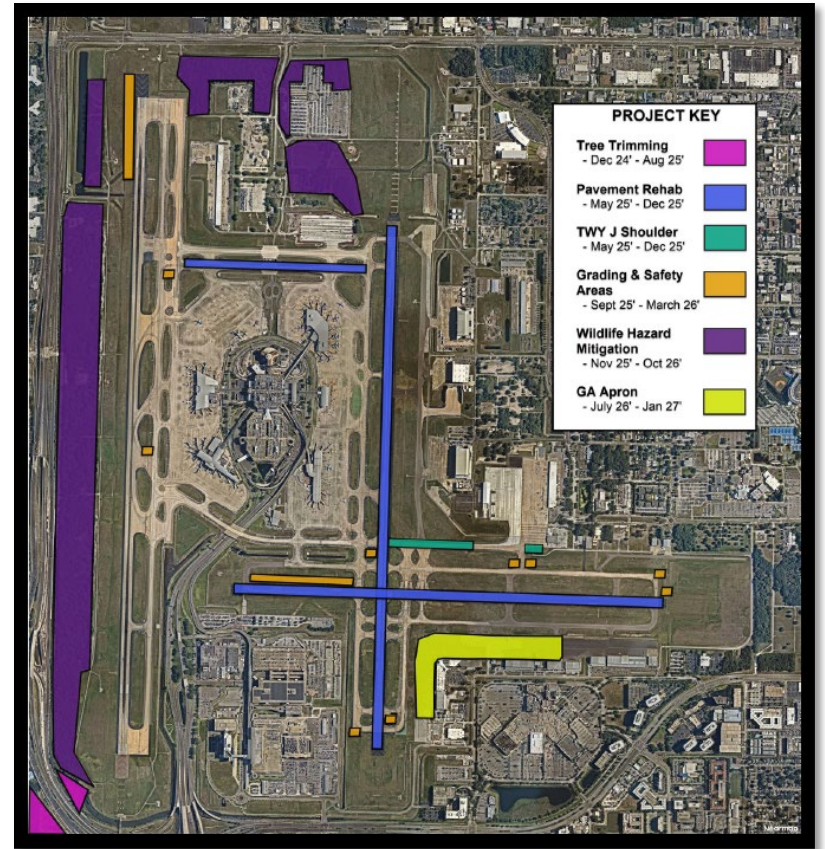 PROJECT KEY
Tree Trimming
- Dec 24' - Aug 25'
Pavement Rehab
- May 25' - Dec 25'
TWY J Shoulder
- May 25' - Dec 25'
Grading & Safety
Areas
- Sept 25' - March 26'
Wildlife Hazard
Mitigation
- Nov 25' - Oct 26'
GA Apron
- July 26' - Jan 27'
Nearmap